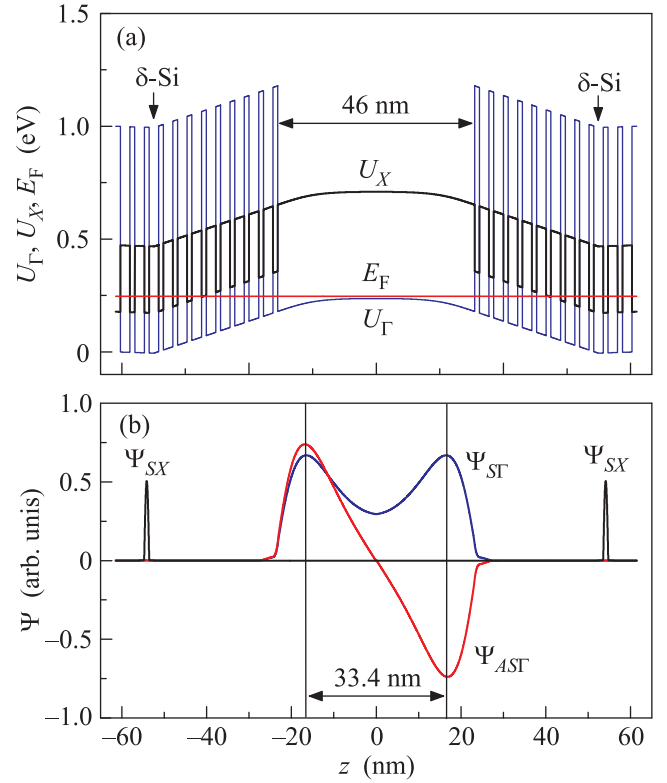 1.5
(a)
δ-Si
δ-Si
1.0
46 nm
U_X
U_Γ, U_X, E_F (eV)
0.5
E_F
U_Γ
0
1.0
(b)
Ψ_SX
Ψ_SΓ
Ψ_SX
0.5
Ψ (arb. unis)
0
–0.5
Ψ_ASΓ
33.4 nm
–1.0
–60 –40 –20 0 20 40 60
z (nm)